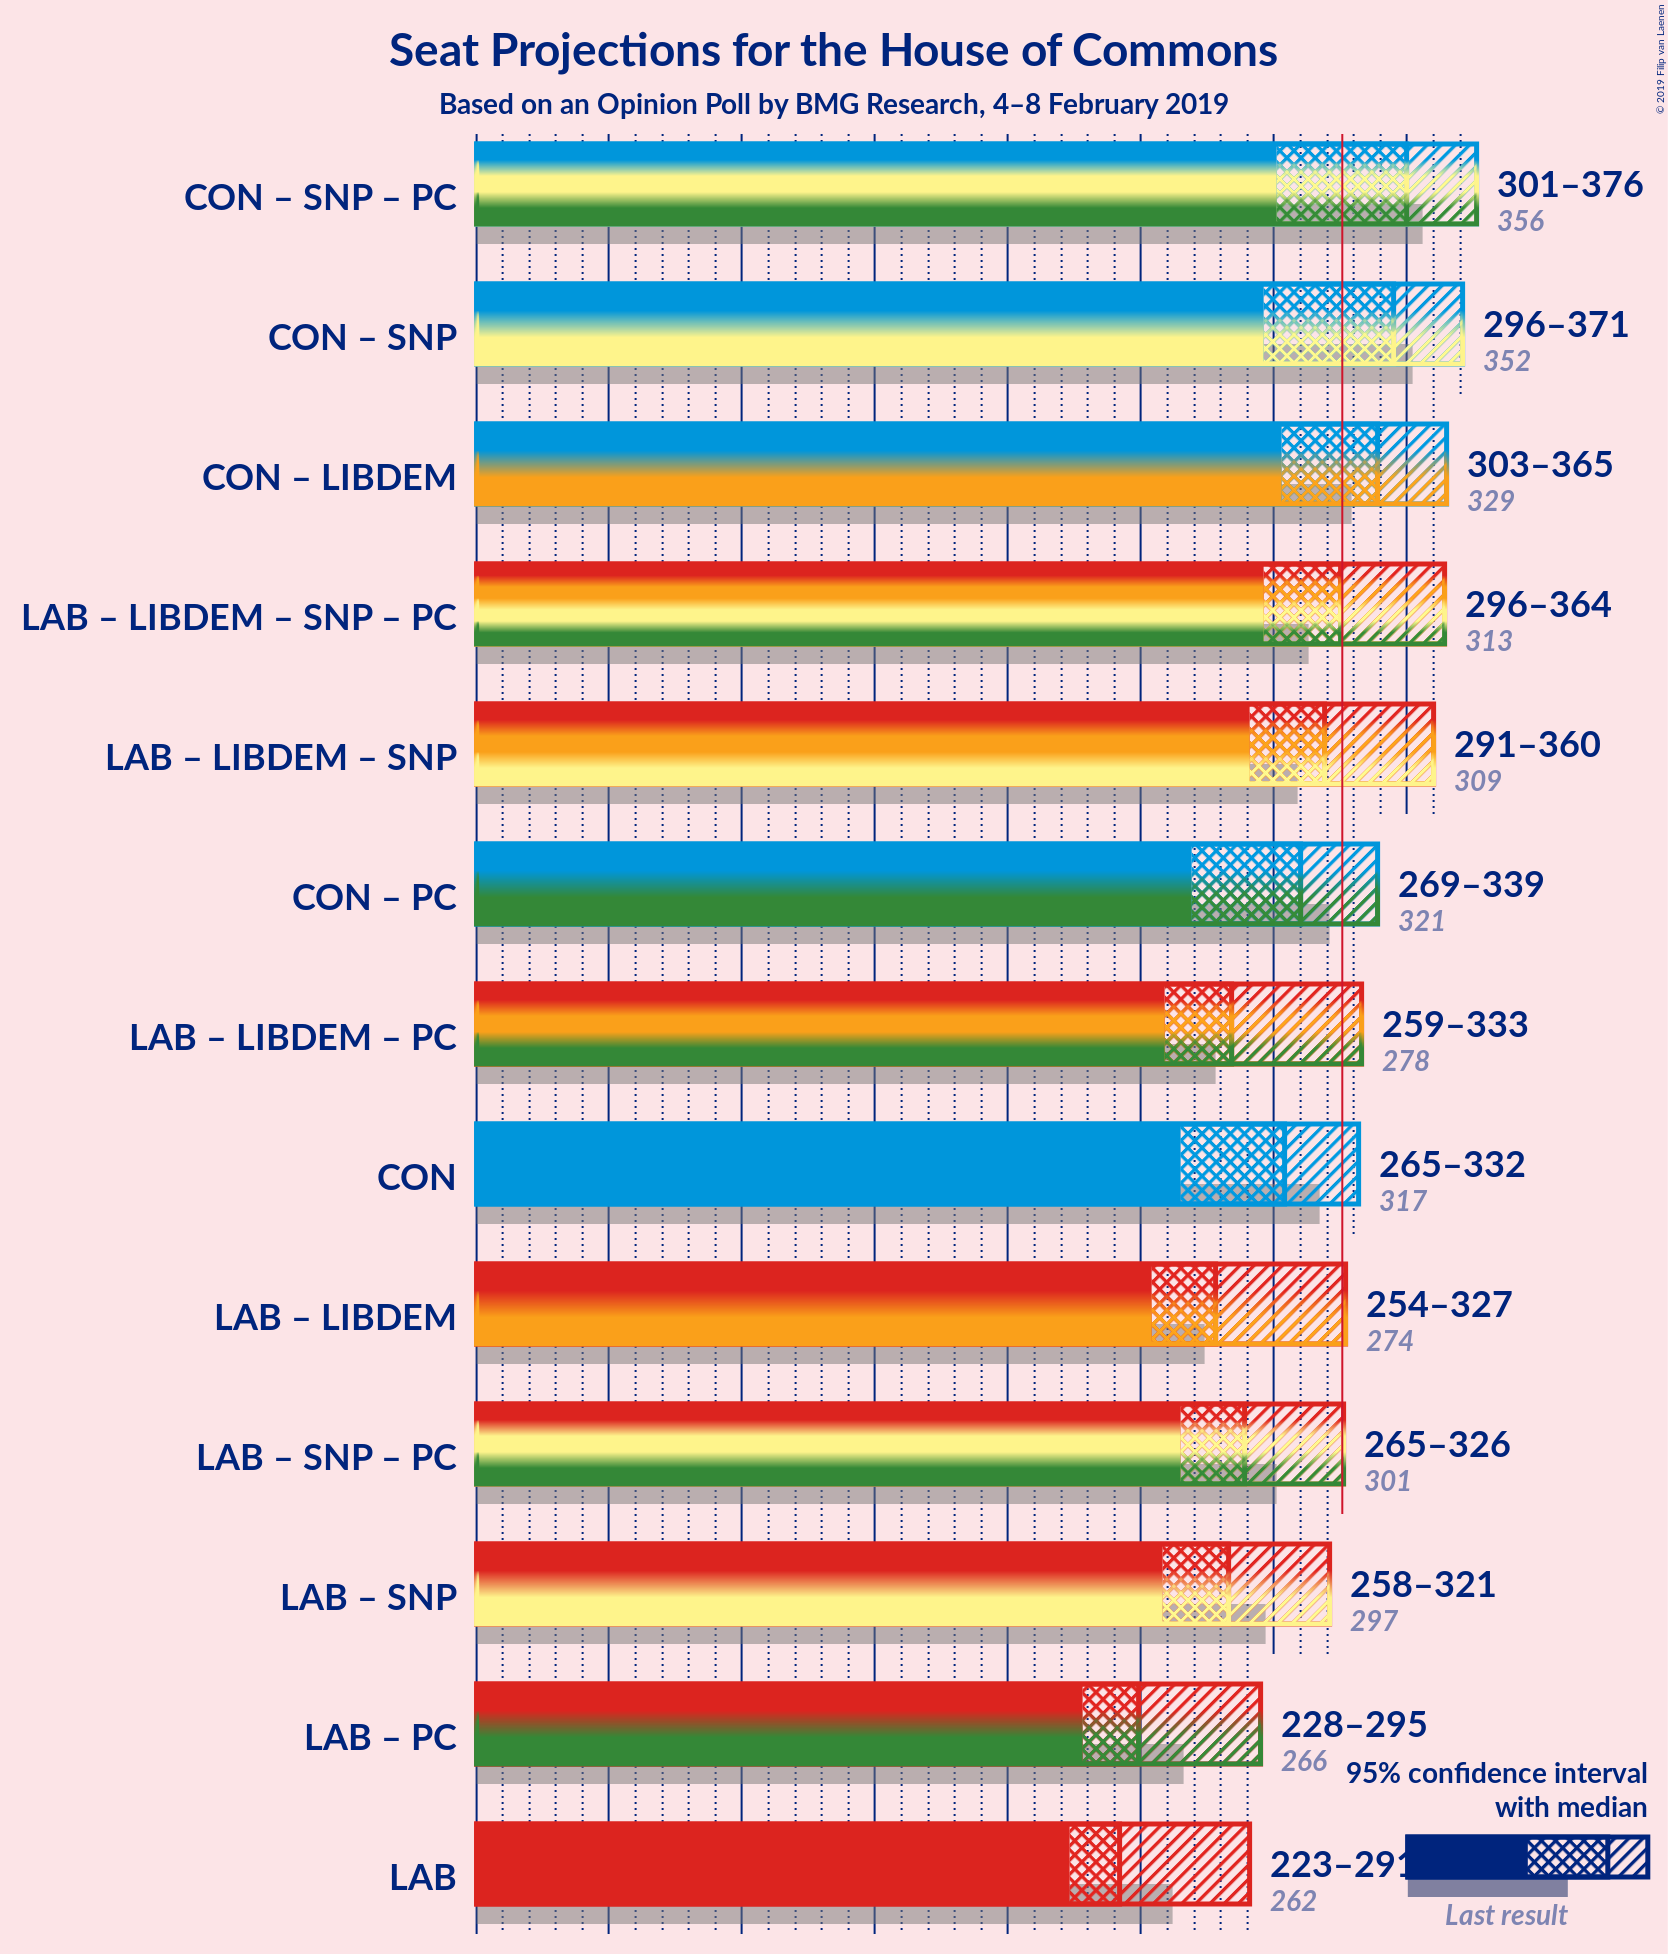 Seat Projections for the House of Commons
Based on an Opinion Poll by BMG Research, 4–8 February 2019
© 2019 Filip van Laenen
CON – SNP – PC
301–376
356
CON – SNP
296–371
352
CON – LIBDEM
303–365
329
LAB – LIBDEM – SNP – PC
296–364
313
LAB – LIBDEM – SNP
291–360
309
CON – PC
269–339
321
LAB – LIBDEM – PC
259–333
278
CON
265–332
317
LAB – LIBDEM
254–327
274
LAB – SNP – PC
265–326
301
LAB – SNP
258–321
297
LAB – PC
228–295
266
LAB
223–291
262
95% confidence interval
with median
Last result